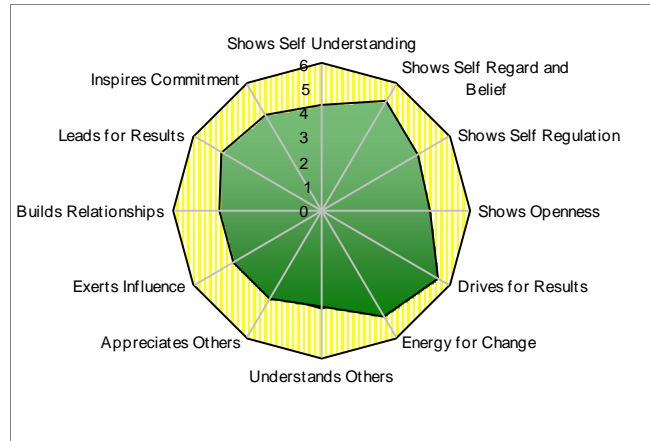 Shows Self Understanding
Shows Self Regard and
Belief
Shows Self Regulation
Shows Openness
Drives for Results
Energy for Change
Understands Others
Appreciates Others
Exerts Influence
Builds Relationships
Leads for Results
Inspires Commitment
6
5
4
3
2
1
0